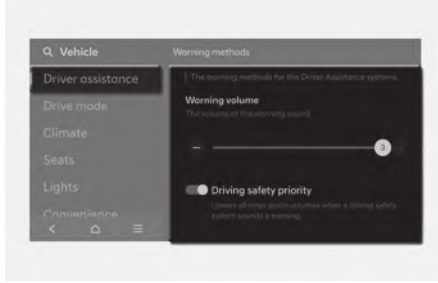 Vehicle
Warning methods
Driver assistance
The warning methods for the Driver Assistance systems.
Drive mode
Warning volume
The volume of the warning sound.
Climate
3
Seats
Driving safety priority
Lights
Lowers all other audio volumes when a driving safety
system sounds a warning.
Convenience